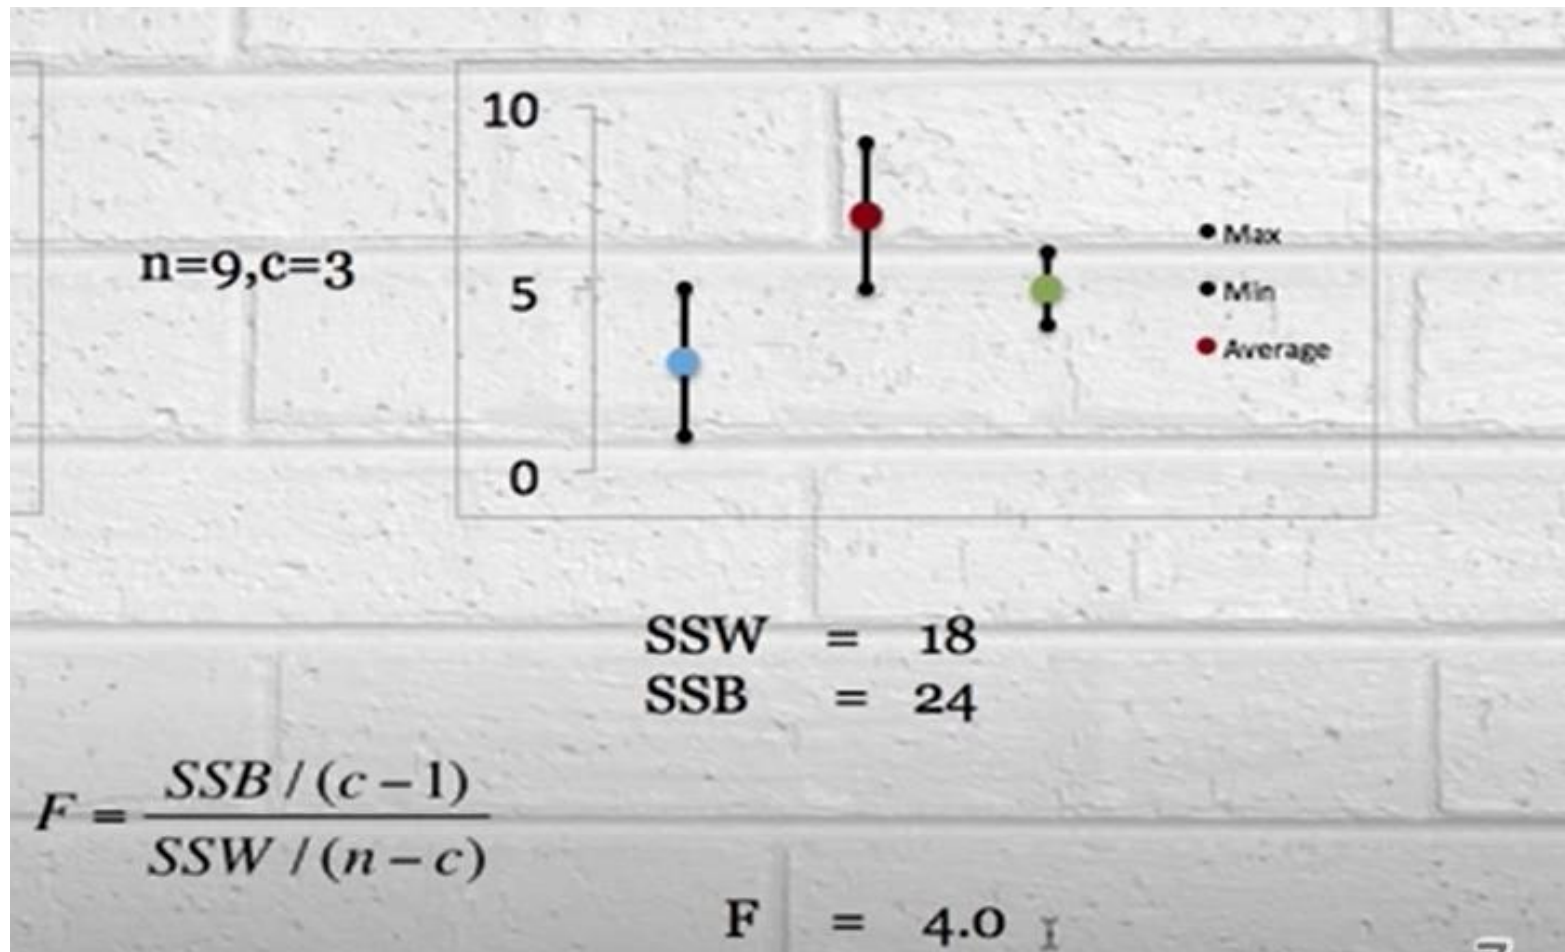 10
n=9,c=3
5
0
Max
Min
Average
SSW = 18
SSB = 24
F = SSB / (c – 1)
SSW / (n – c)
F = 4.0